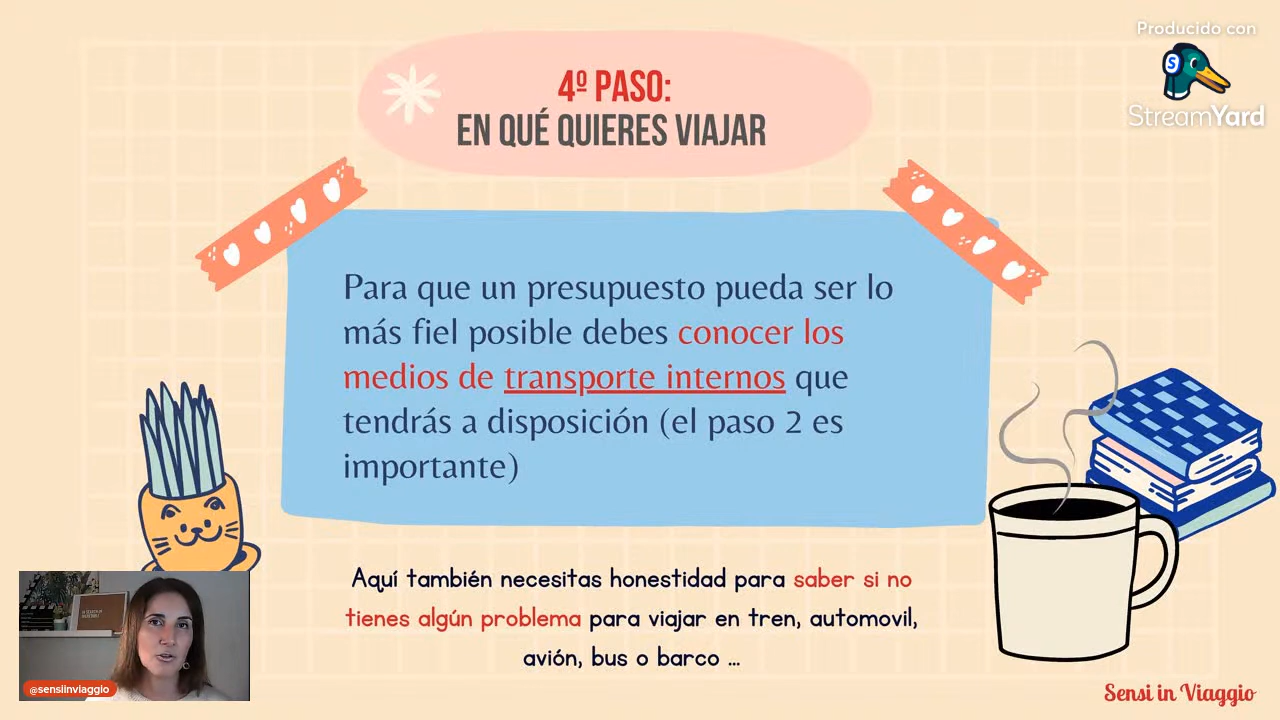 Producido con
StreamYard
4º PASO:
EN QUÉ QUIERES VIAJAR
Para que un presupuesto pueda ser lo
más fiel posible debes conocer los
medios de transporte internos que
tendrás a disposición (el paso 2 es
importante)
Aquí también necesitas honestidad para saber si no
tienes algún problema para viajar en tren, automovil,
avión, bus o barco ...
@sensiinviaggio
Sensi in Viaggio